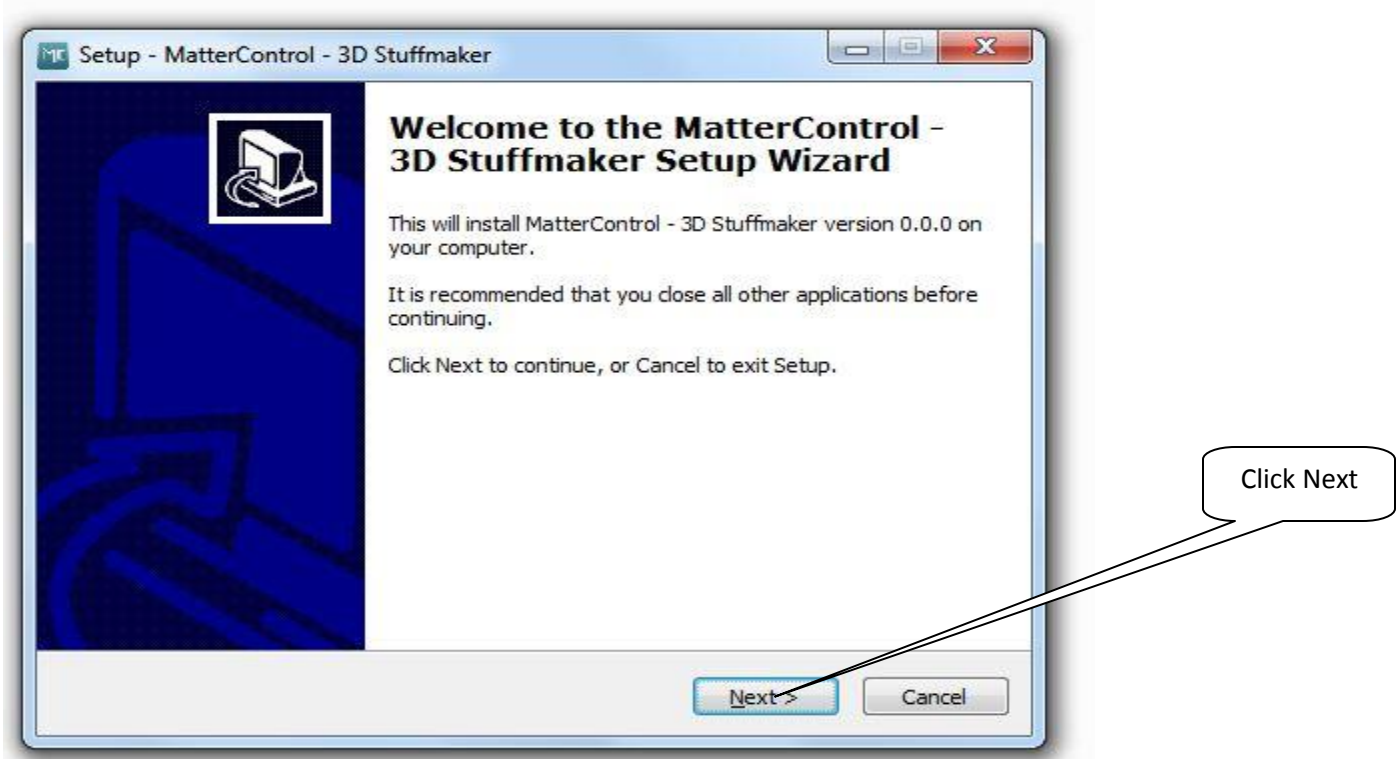 MC Setup - MatterControl - 3D Stuffmaker
Welcome to the MatterControl -
3D Stuffmaker Setup Wizard
This will install MatterControl - 3D Stuffmaker version 0.0.0 on
your computer.
It is recommended that you close all other applications before
continuing.
Click Next to continue, or Cancel to exit Setup.
Click Next
Next >
Cancel